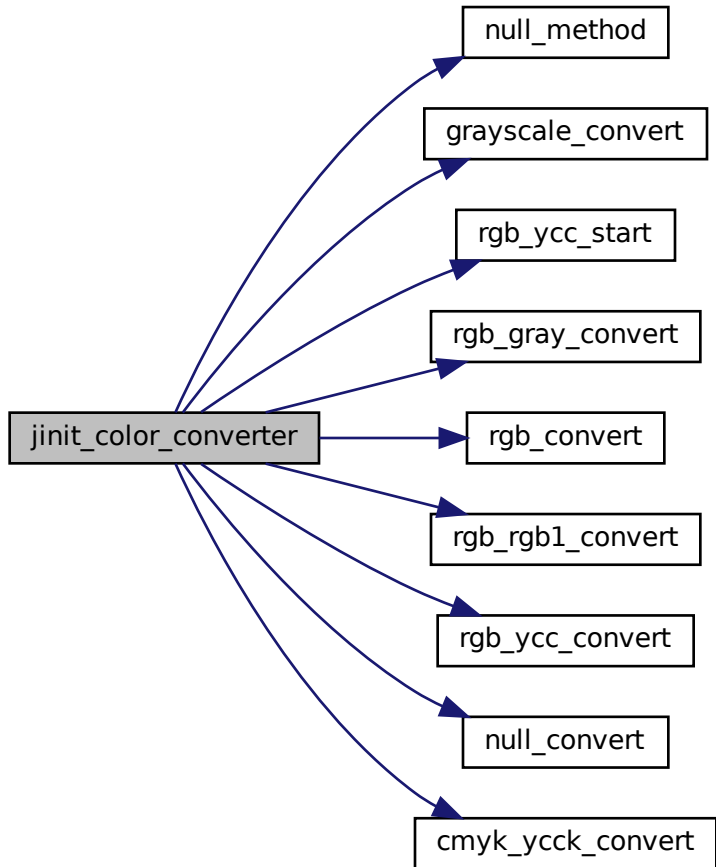 null_method
grayscale_convert
rgb_ycc_start
rgb_gray_convert
jinit_color_converter
rgb_convert
rgb_rgb1_convert
rgb_ycc_convert
null_convert
cmyk_ycck_convert